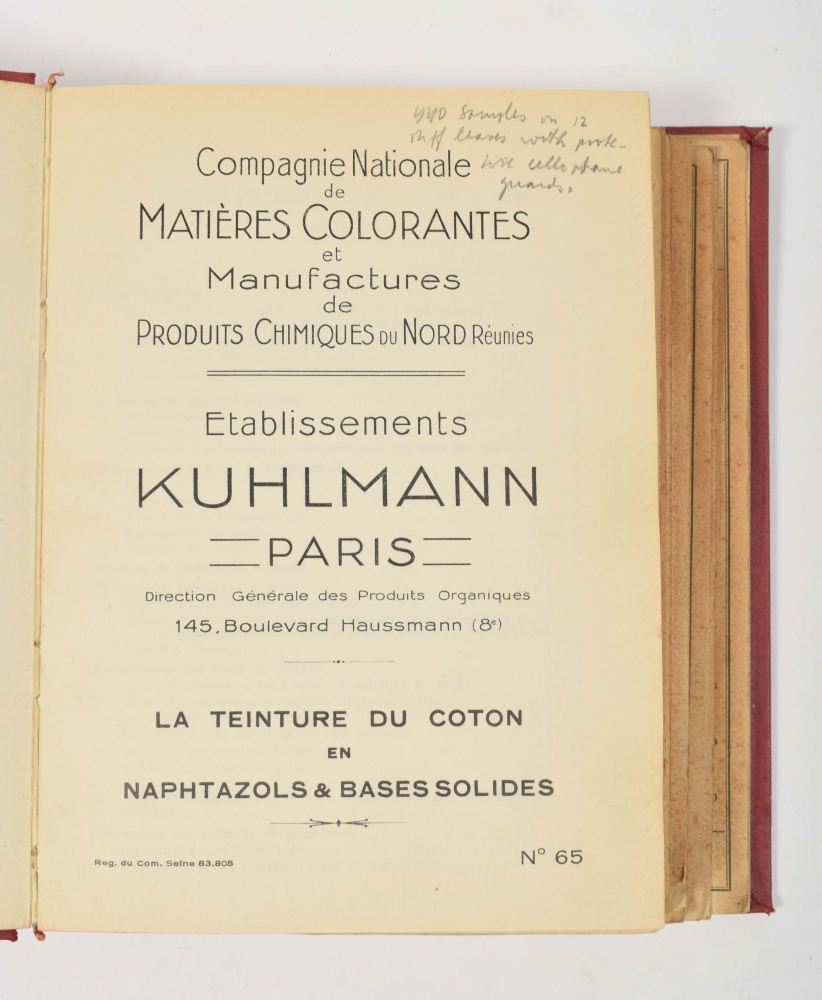 440 samples on 12
stiff leaves with protec-
tive cellophane
guards.
Compagnie Nationale
de
MATIÈRES COLORANTES
et
Manufactures
de
PRODUITS CHIMIQUES DU NORD Réunies
Etablissements
KUHLMANN
PARIS
Direction Générale des Produits Organiques
145, Boulevard Haussmann (8e)
LA TEINTURE DU COTON
EN
NAPHTAZOLS & BASES SOLIDES
Reg. du Com. Seine 83.805
N° 65